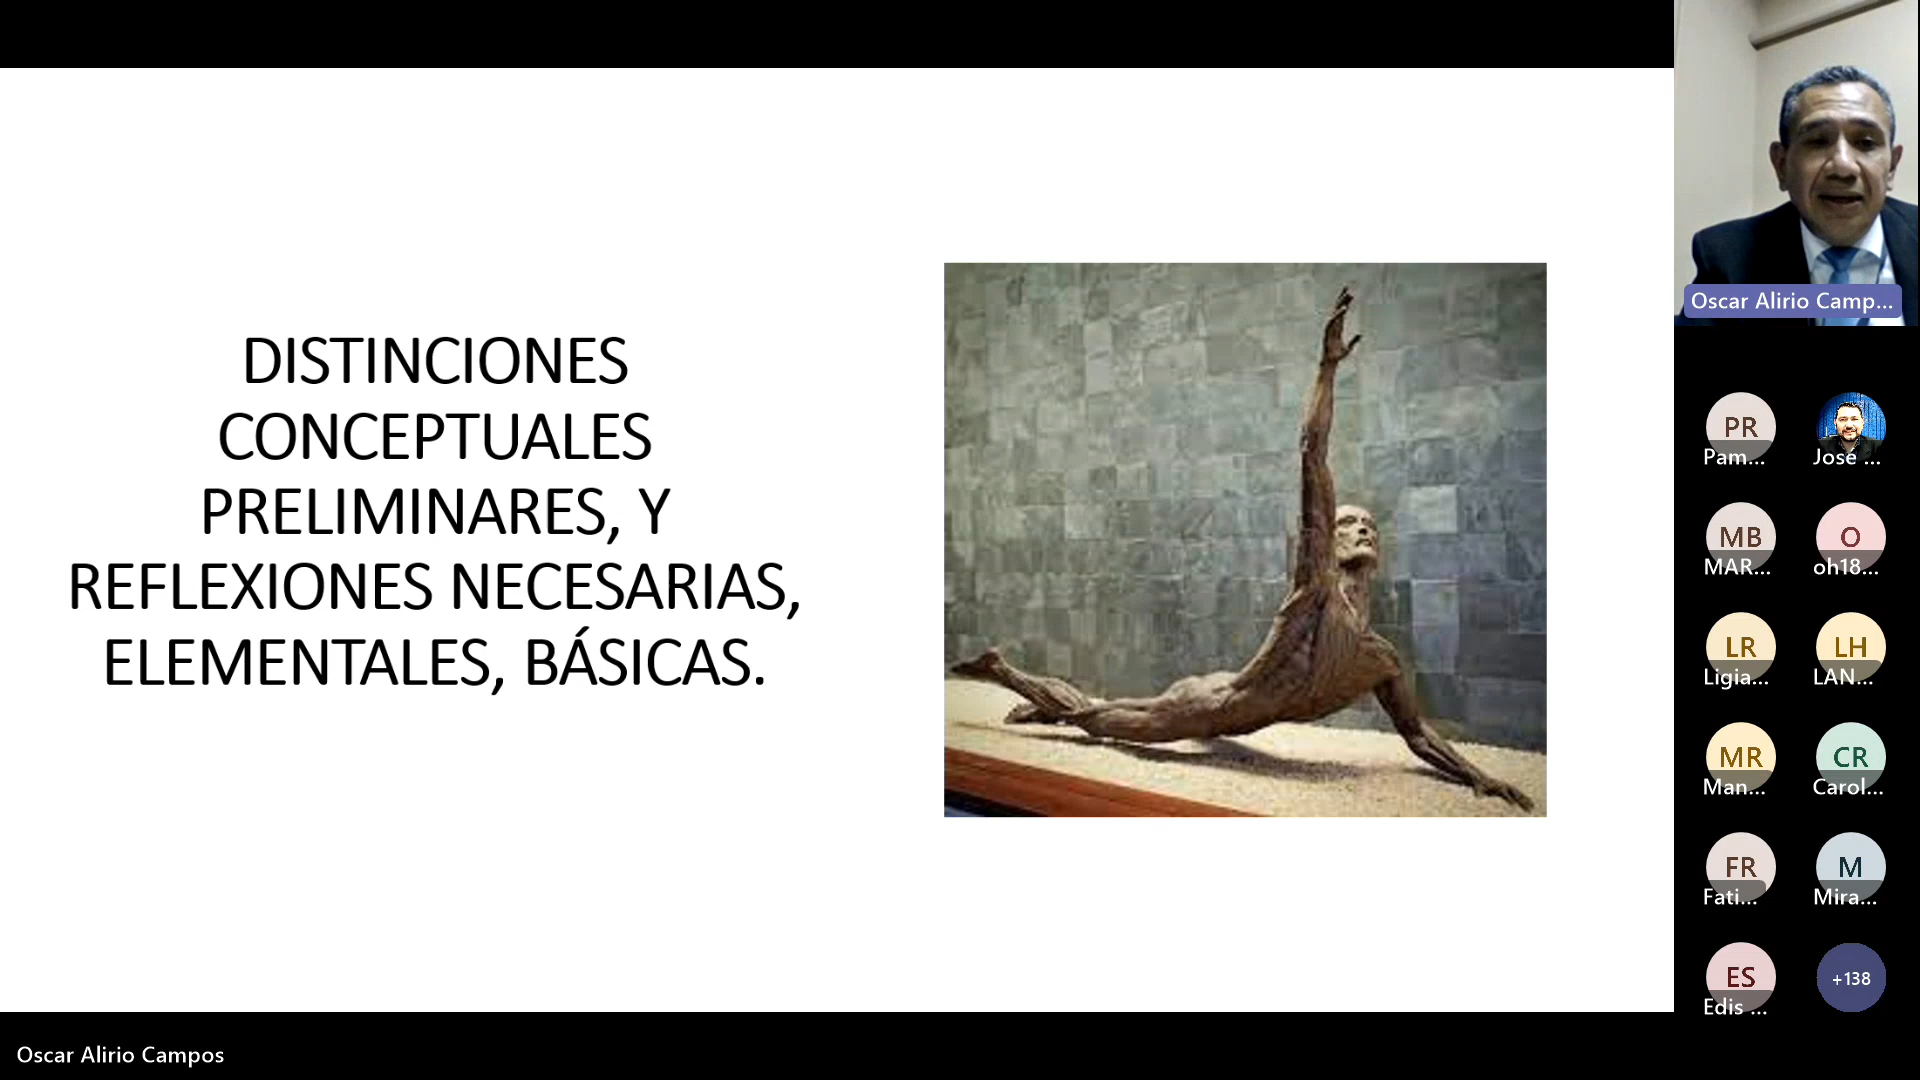 DISTINCIONES
CONCEPTUALES
PRELIMINARES, Y
REFLEXIONES NECESARIAS,
ELEMENTALES, BÁSICAS.
Oscar Alirio Camp...
PR
Pam...
José ...
MB
MAR...
O
oh18...
LR
Ligia...
LH
LAN...
MR
Man...
CR
Carol...
FR
Fati...
M
Mira...
ES
Edis ...
+138
Oscar Alirio Campos